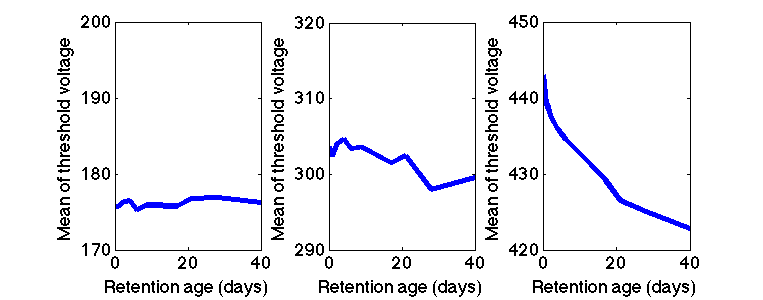 Mean of threshold voltage
200
190
180
170
0 20 40
Retention age (days)
Mean of threshold voltage
320
310
300
290
0 20 40
Retention age (days)
Mean of threshold voltage
450
440
430
420
0 20 40
Retention age (days)